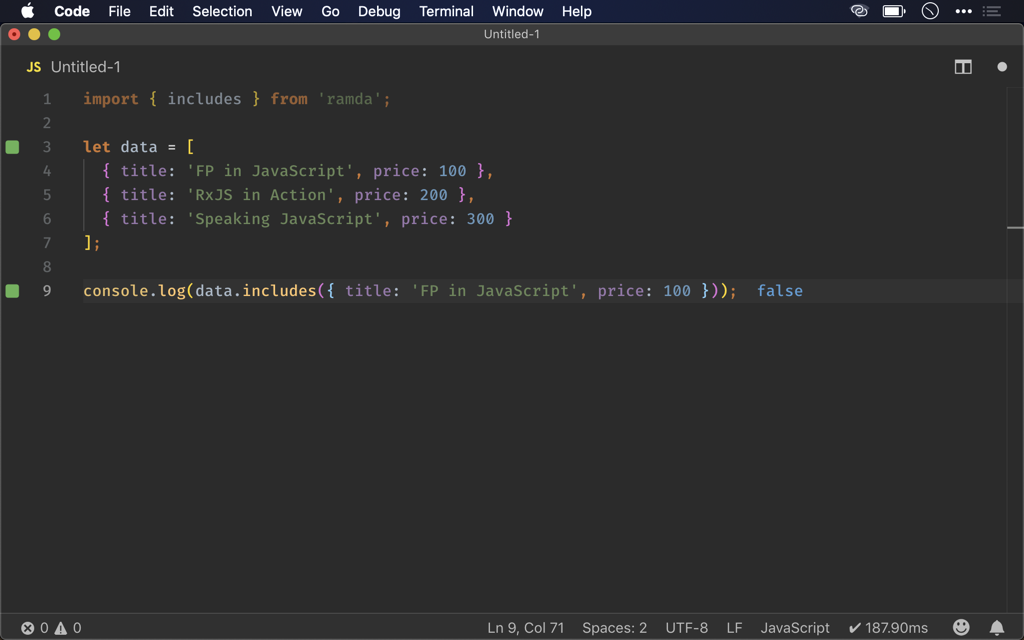 Code File Edit Selection View Go Debug Terminal Window Help
Untitled-1
JS Untitled-1
1 import { includes } from 'ramda';
2
3 let data = [
4 { title: 'FP in JavaScript', price: 100 },
5 { title: 'RxJS in Action', price: 200 },
6 { title: 'Speaking JavaScript', price: 300 }
7 ];
8
9 console.log(data.includes({ title: 'FP in JavaScript', price: 100 })); false
0 0 Ln 9, Col 71 Spaces: 2 UTF-8 LF JavaScript ✔ 187.90ms